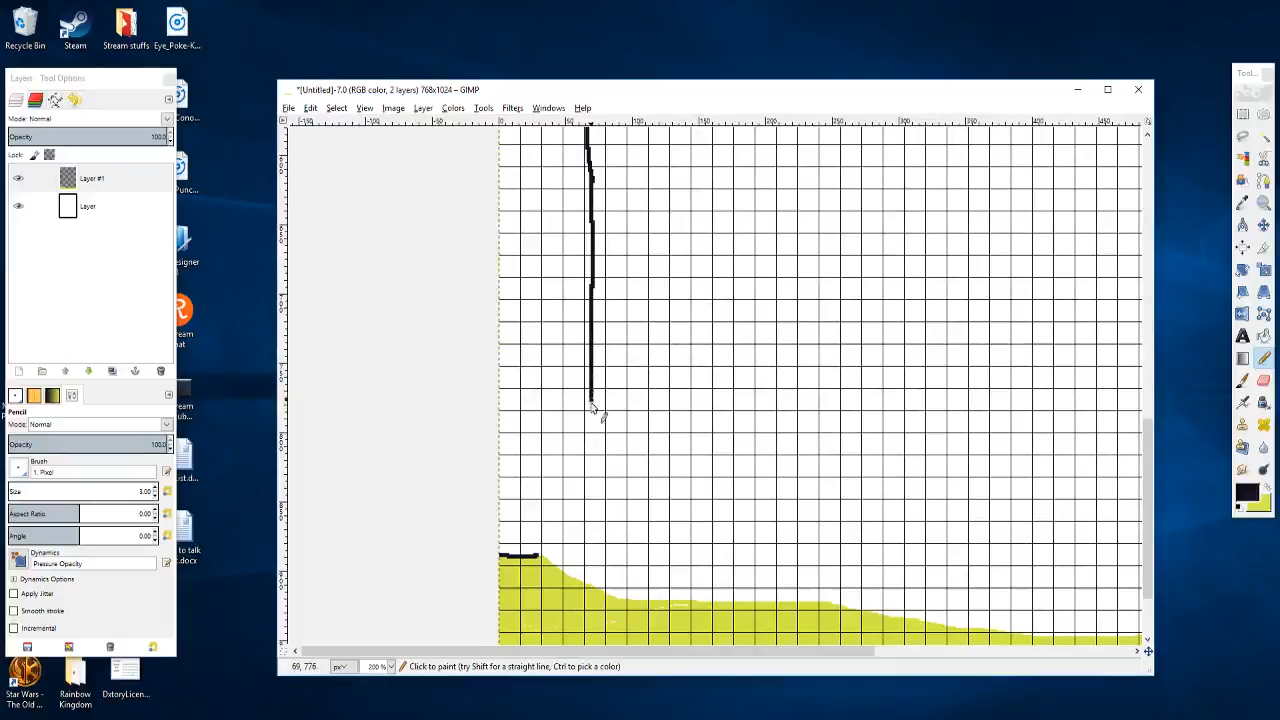 Recycle Bin
Steam
Stream stuffs
Eye_Poke-K...
Layers Tool Options
Mode: Normal
Opacity 100.0
Lock:
Layer #1
Layer
Pencil
Mode: Normal
Opacity 100.0
Brush
1. Pixel
Size 3.00
Aspect Ratio 0.00
Angle 0.00
Dynamics
Pressure Opacity
Dynamics Options
Apply Jitter
Smooth stroke
Incremental
Star Wars - The Old ...
Rainbow Kingdom
DxtoryLicen...
*[Untitled]-7.0 (RGB color, 2 layers) 768x1024 – GIMP
File Edit Select View Image Layer Colors Tools Filters Windows Help
69, 776. px 200 % Click to paint (try Shift for a straight line, Ctrl to pick a color)
Tool...